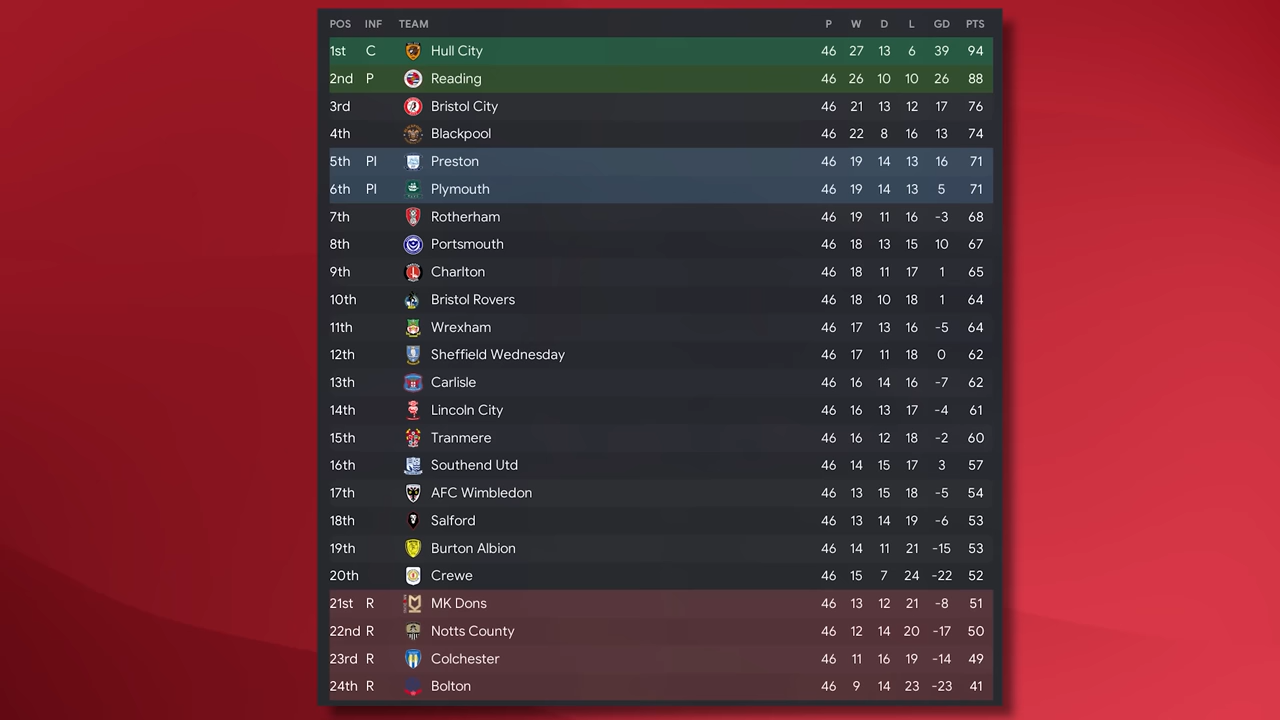 POS INF TEAM P W D L GD PTS
1st C Hull City 46 27 13 6 39 94
2nd P Reading 46 26 10 10 26 88
3rd Bristol City 46 21 13 12 17 76
4th Blackpool 46 22 8 16 13 74
5th Pl Preston 46 19 14 13 16 71
6th Pl Plymouth 46 19 14 13 5 71
7th Rotherham 46 19 11 16 -3 68
8th Portsmouth 46 18 13 15 10 67
9th Charlton 46 18 11 17 1 65
10th Bristol Rovers 46 18 10 18 1 64
11th Wrexham 46 17 13 16 -5 64
12th Sheffield Wednesday 46 17 11 18 0 62
13th Carlisle 46 16 14 16 -7 62
14th Lincoln City 46 16 13 17 -4 61
15th Tranmere 46 16 12 18 -2 60
16th Southend Utd 46 14 15 17 3 57
17th AFC Wimbledon 46 13 15 18 -5 54
18th Salford 46 13 14 19 -6 53
19th Burton Albion 46 14 11 21 -15 53
20th Crewe 46 15 7 24 -22 52
21st R MK Dons 46 13 12 21 -8 51
22nd R Notts County 46 12 14 20 -17 50
23rd R Colchester 46 11 16 19 -14 49
24th R Bolton 46 9 14 23 -23 41